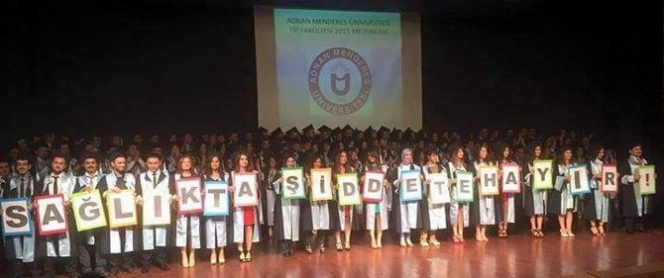 ADNAN MENDERES ÜNİVERSİTESİ
TIP FAKÜLTESİ 2015 MEZUNLARI
ADNAN MENDERES
ÜNİVERSİTESİ
SAĞLIKTA ŞİDDETE HAYIR!